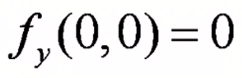 f_y(0,0) = 0